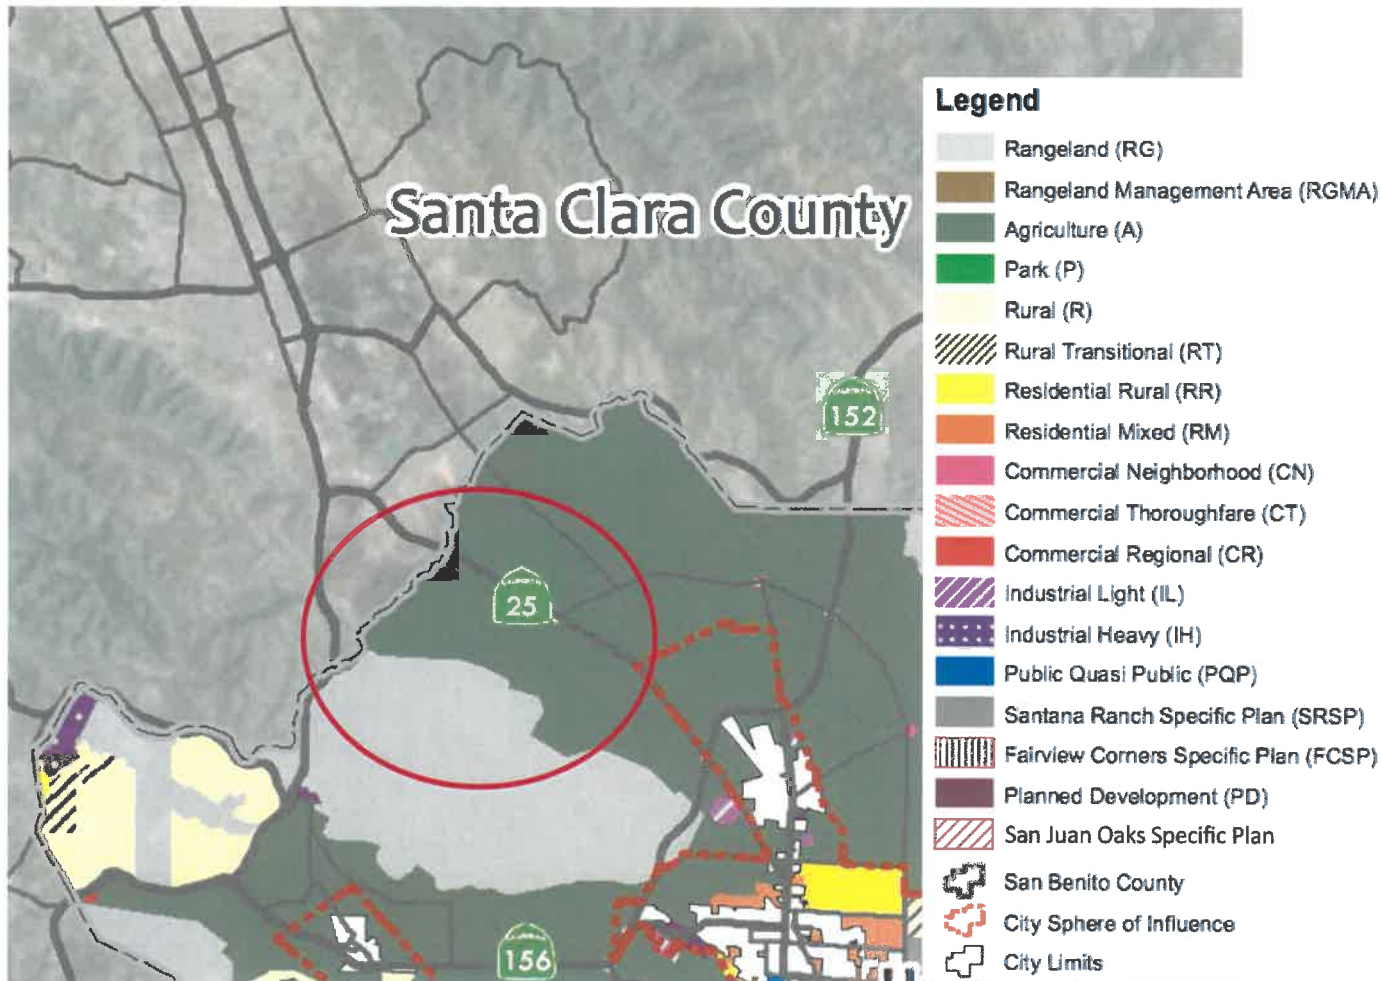 Santa Clara County
152
25
156
Legend
Rangeland (RG)
Rangeland Management Area (RGMA)
Agriculture (A)
Park (P)
Rural (R)
Rural Transitional (RT)
Residential Rural (RR)
Residential Mixed (RM)
Commercial Neighborhood (CN)
Commercial Thoroughfare (CT)
Commercial Regional (CR)
Industrial Light (IL)
Industrial Heavy (IH)
Public Quasi Public (PQP)
Santana Ranch Specific Plan (SRSP)
Fairview Corners Specific Plan (FCSP)
Planned Development (PD)
San Juan Oaks Specific Plan
San Benito County
City Sphere of Influence
City Limits